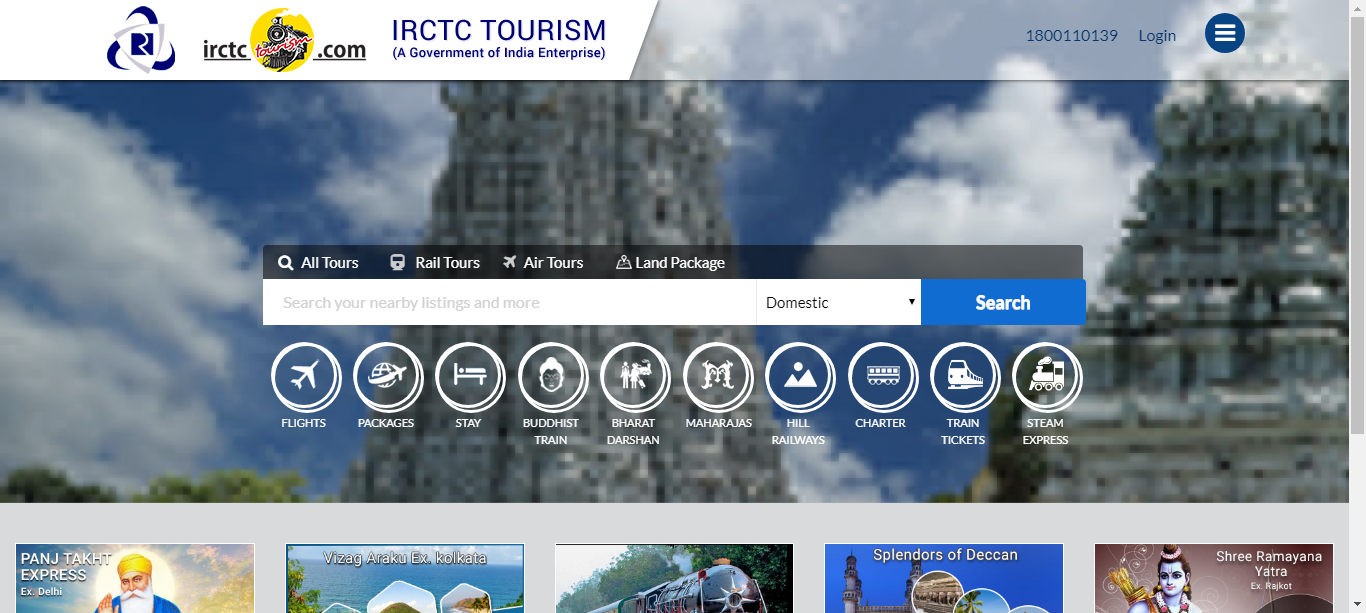 irctc tourism .com
IRCTC TOURISM
(A Government of India Enterprise)
1800110139 Login
All Tours Rail Tours Air Tours Land Package
Search your nearby listings and more Domestic Search
FLIGHTS PACKAGES STAY BUDDHIST TRAIN BHARAT DARSHAN MAHARAJAS HILL RAILWAYS CHARTER TRAIN TICKETS STEAM EXPRESS
PANJ TAKHT
EXPRESS
Ex. Delhi
Vizag Araku Ex. kolkata
Splendors of Deccan
Shree Ramayana
Yatra
Ex. Rajkot